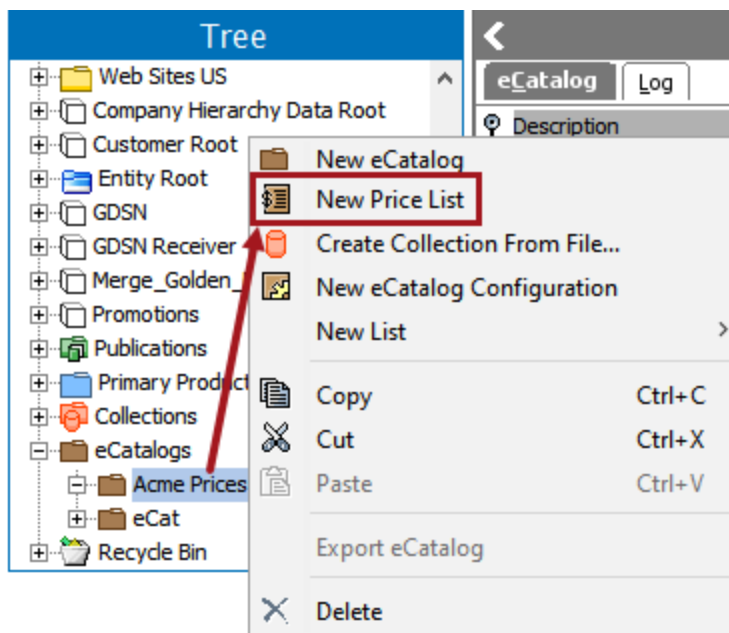 Tree
Web Sites US
Company Hierarchy Data Root
Customer Root
Entity Root
GDSN
GDSN Receiver
Merge_Golden_
Promotions
Publications
Primary Product
Collections
eCatalogs
Acme Prices
eCat
Recycle Bin
eCatalog Log
Description
New eCatalog
New Price List
Create Collection From File...
New eCatalog Configuration
New List
Copy Ctrl+C
Cut Ctrl+X
Paste Ctrl+V
Export eCatalog
Delete